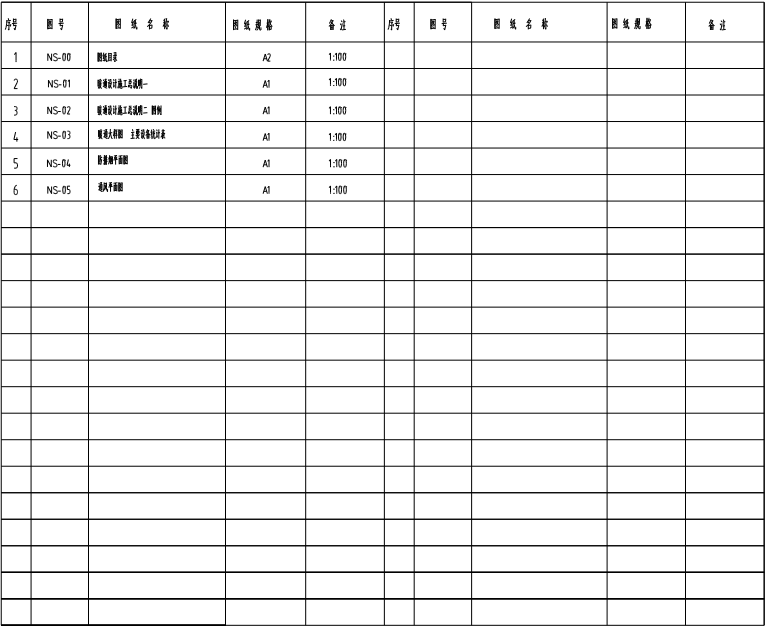 序号 图号 图纸名称 图纸规格 备注 序号 图号 图纸名称 图纸规格 备注
1 NS-00 图纸目录 A2 1:100
2 NS-01 暖通设计施工总说明一 A1 1:100
3 NS-02 暖通设计施工总说明二 图例 A1 1:100
4 NS-03 暖通大样图 主要设备统计表 A1 1:100
5 NS-04 防排烟平面图 A1 1:100
6 NS-05 通风平面图 A1 1:100